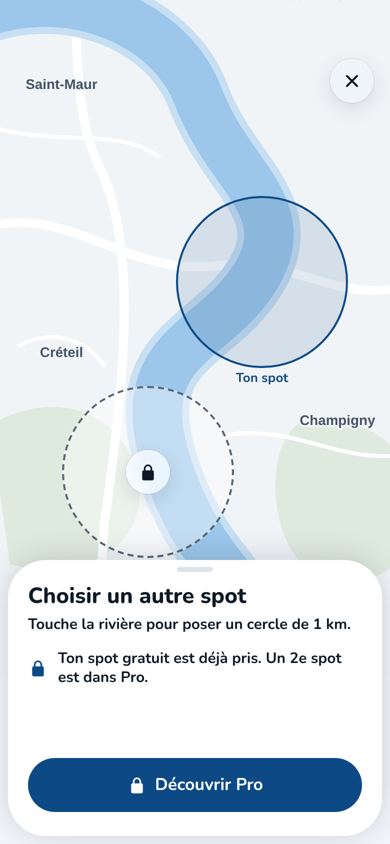 Saint-Maur
Créteil
Ton spot
Champigny
Choisir un autre spot
Touche la rivière pour poser un cercle de 1 km.
Ton spot gratuit est déjà pris. Un 2e spot
est dans Pro.
Découvrir Pro